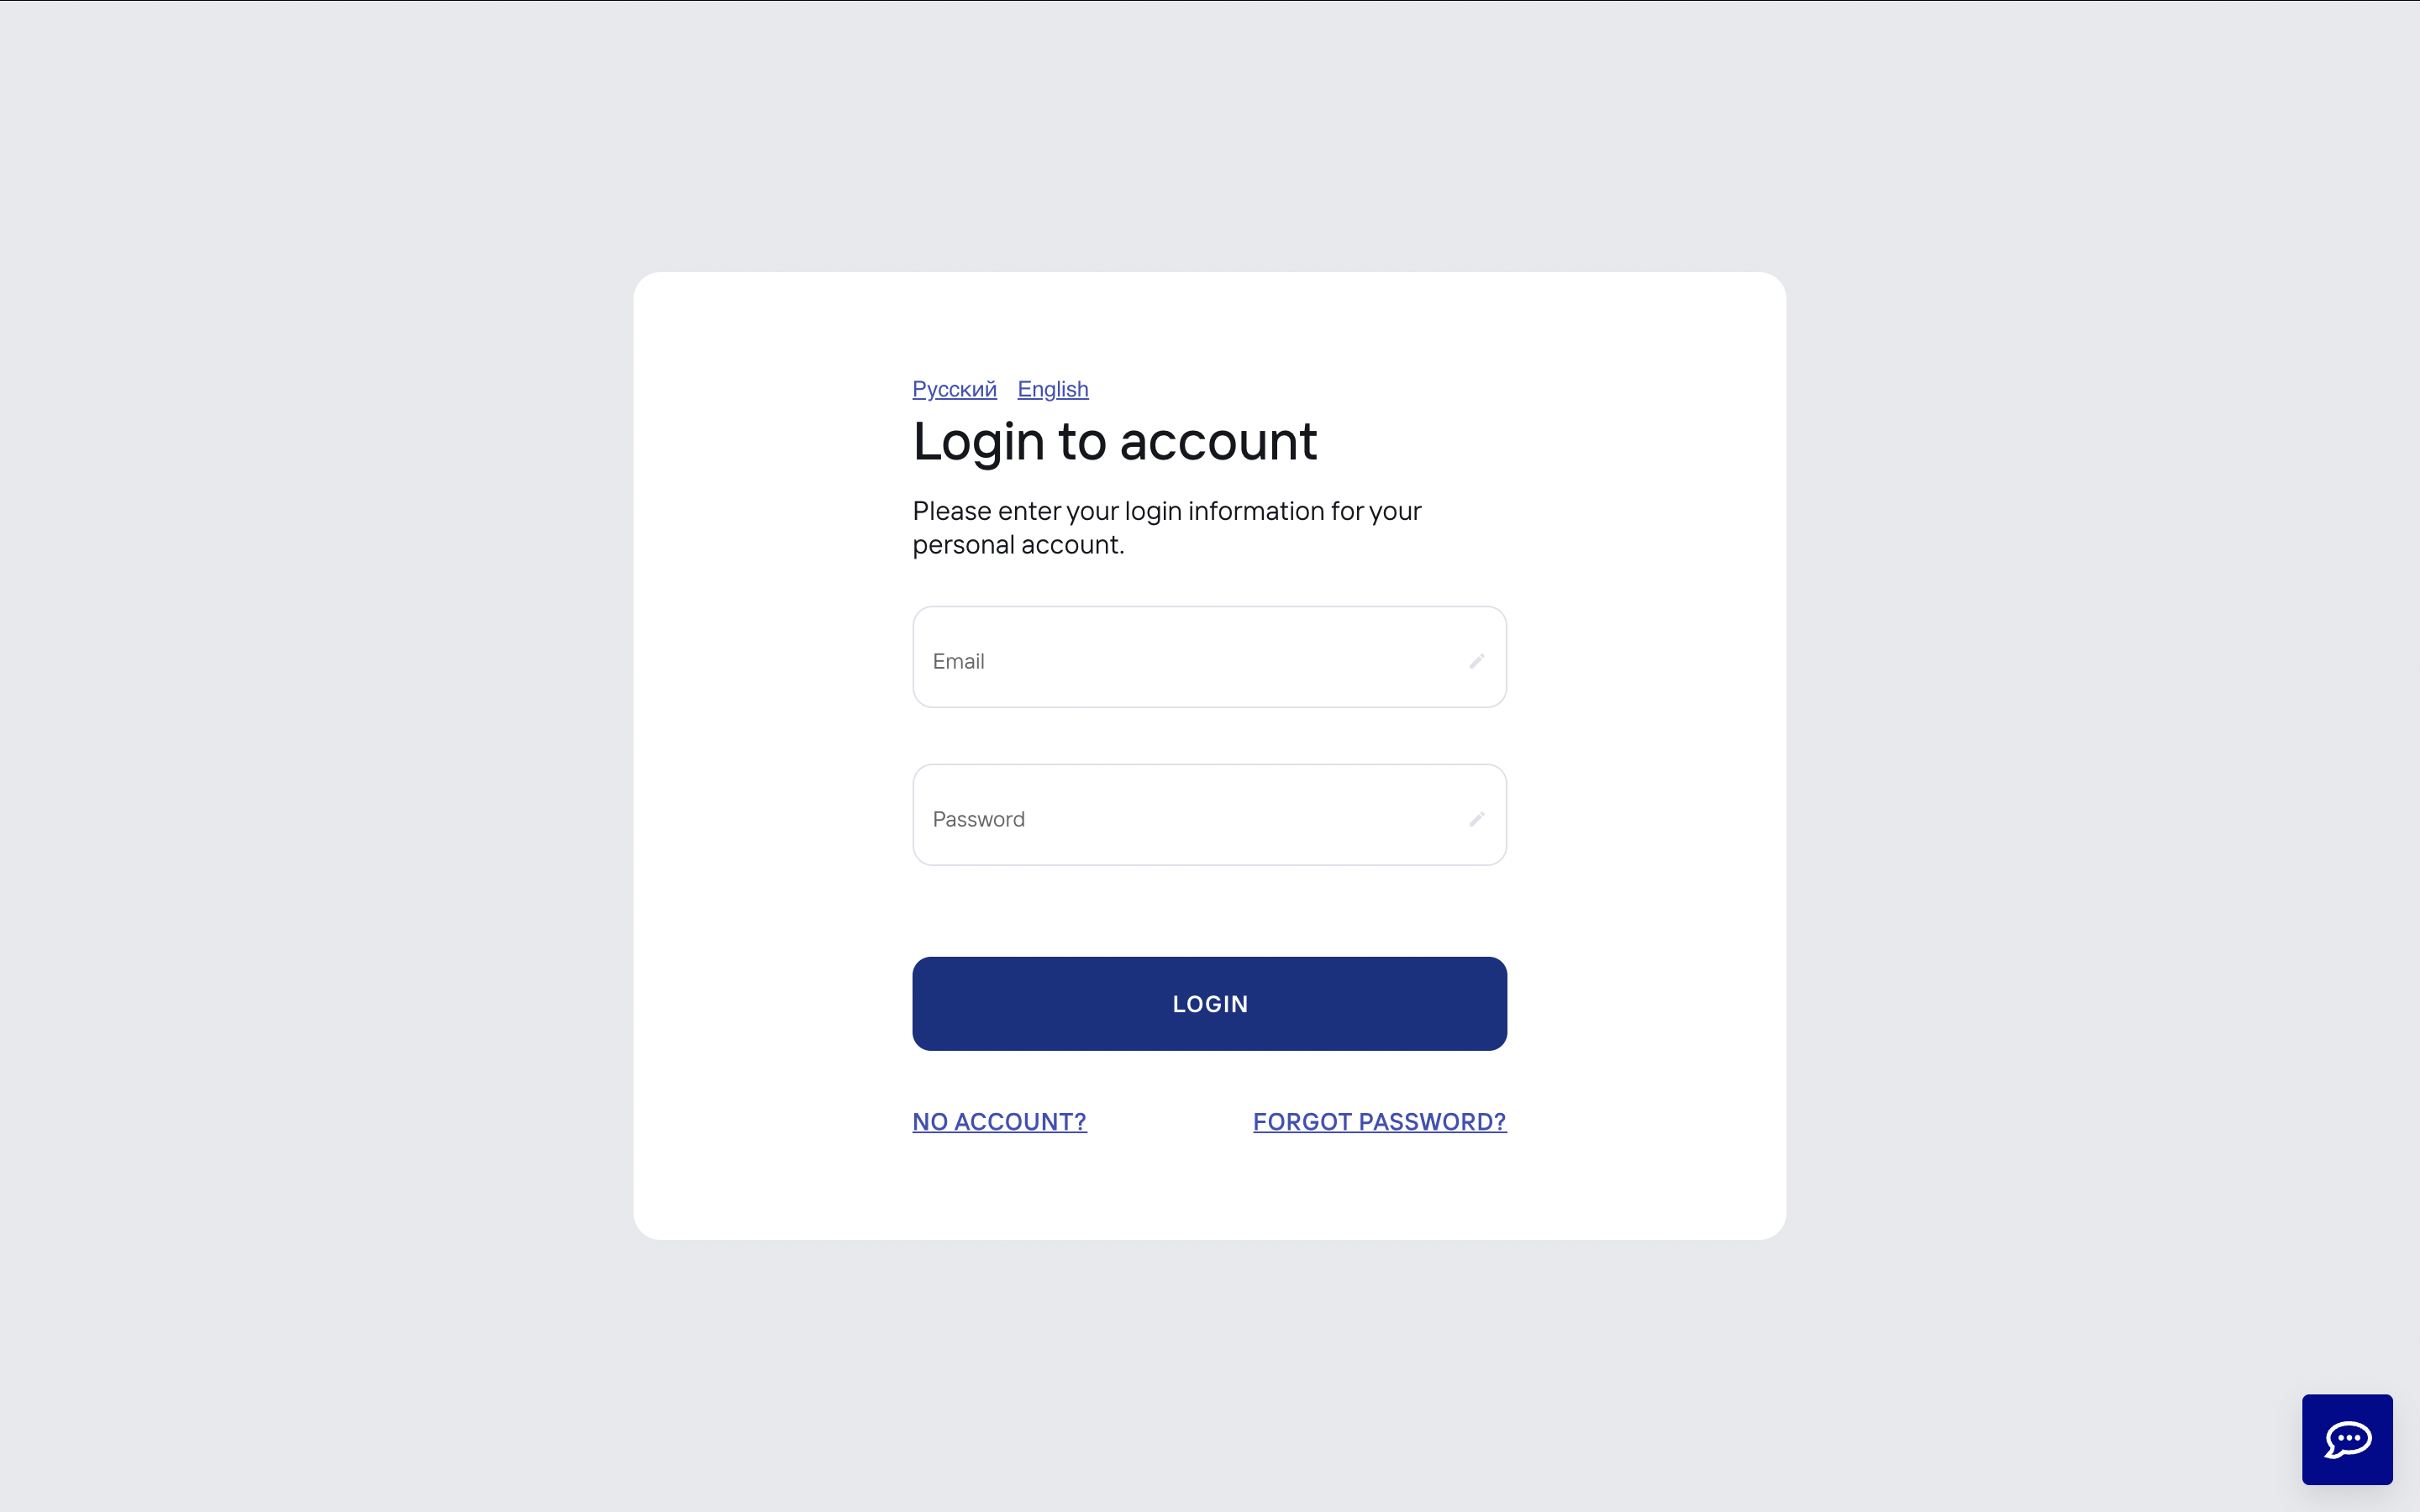 Русский English
Login to account
Please enter your login information for your
personal account.
Email
Password
LOGIN
NO ACCOUNT? FORGOT PASSWORD?